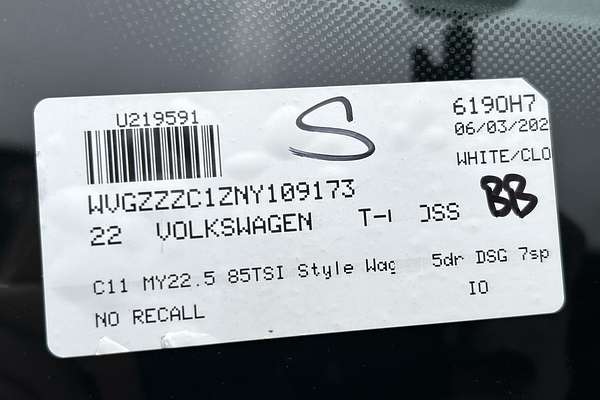 U219591
S
6190H7
06/03/202
WHITE/CLO
WVGZZZC1ZNY109173
BB
22 VOLKSWAGEN T- OSS
C11 MY22.5 85TSI Style Wag 5dr DSG 7sp
NO RECALL
IO